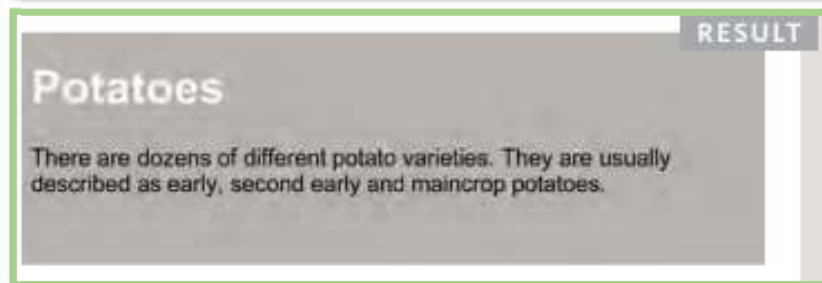 RESULT
Potatoes
There are dozens of different potato varieties. They are usually
described as early, second early and maincrop potatoes.